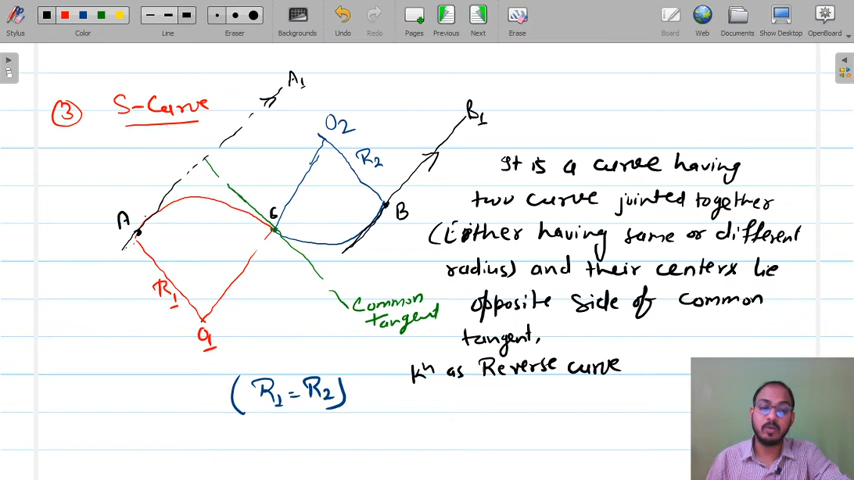 Stylus
Color
Line
Eraser
Backgrounds
Undo
Redo
Pages
Previous
Next
Erase
Board
Web
Documents
Show Desktop
OpenBoard
③ S-Curve
A1
O2
B1
R2
A
C
B
R1
O1
Common
tangent
(R1 = R2)
It is a curve having
two curve jointed together
(Either having same or different
radius) and their centers lie
opposite side of common
tangent,
kⁿ as Reverse curve